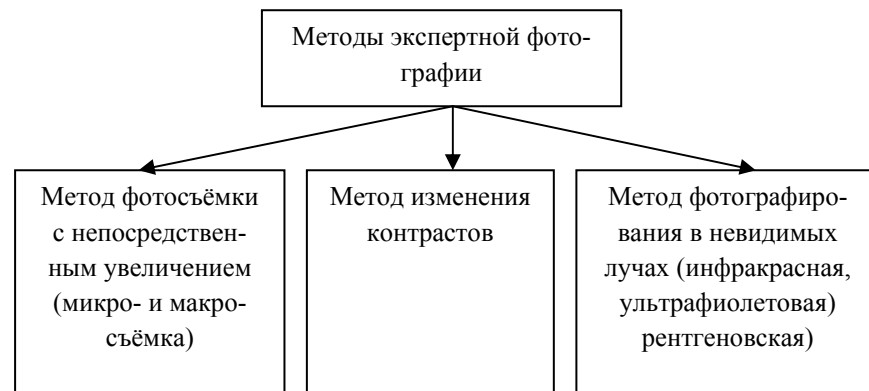 Методы экспертной фото-
графии
Метод фотосъёмки
с непосредствен-
ным увеличением
(микро- и макро-
съёмка)
Метод изменения
контрастов
Метод фотографиро-
вания в невидимых
лучах (инфракрасная,
ультрафиолетовая)
рентгеновская)